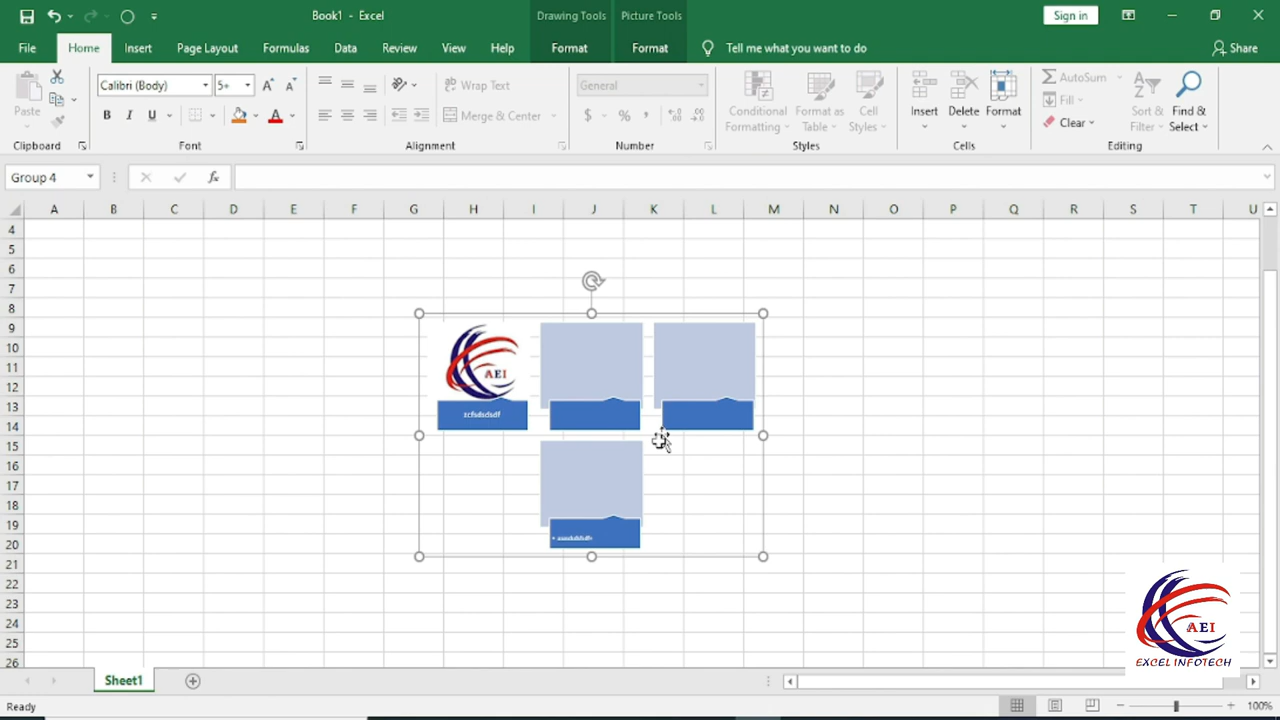 Book1 - Excel
Drawing Tools
Picture Tools
Sign in
File
Home
Insert
Page Layout
Formulas
Data
Review
View
Help
Format
Format
Tell me what you want to do
Share
Paste
Calibri (Body)
5+
A
A
B
I
U
A
Wrap Text
Merge & Center
General
$
%
Conditional
Formatting
Format as
Table
Cell
Styles
Insert
Delete
Format
AutoSum
Fill
Clear
Sort &
Filter
Find &
Select
Clipboard
Font
Alignment
Number
Styles
Cells
Editing
Group 4
fx
A B C D E F G H I J K L M N O P Q R S T U
4
5
6
7
8
9
10
11
12
13
14
15
16
17
18
19
20
21
22
23
24
25
26
AEI
AEI
EXCEL INFOTECH
Sheet1
Ready
100%